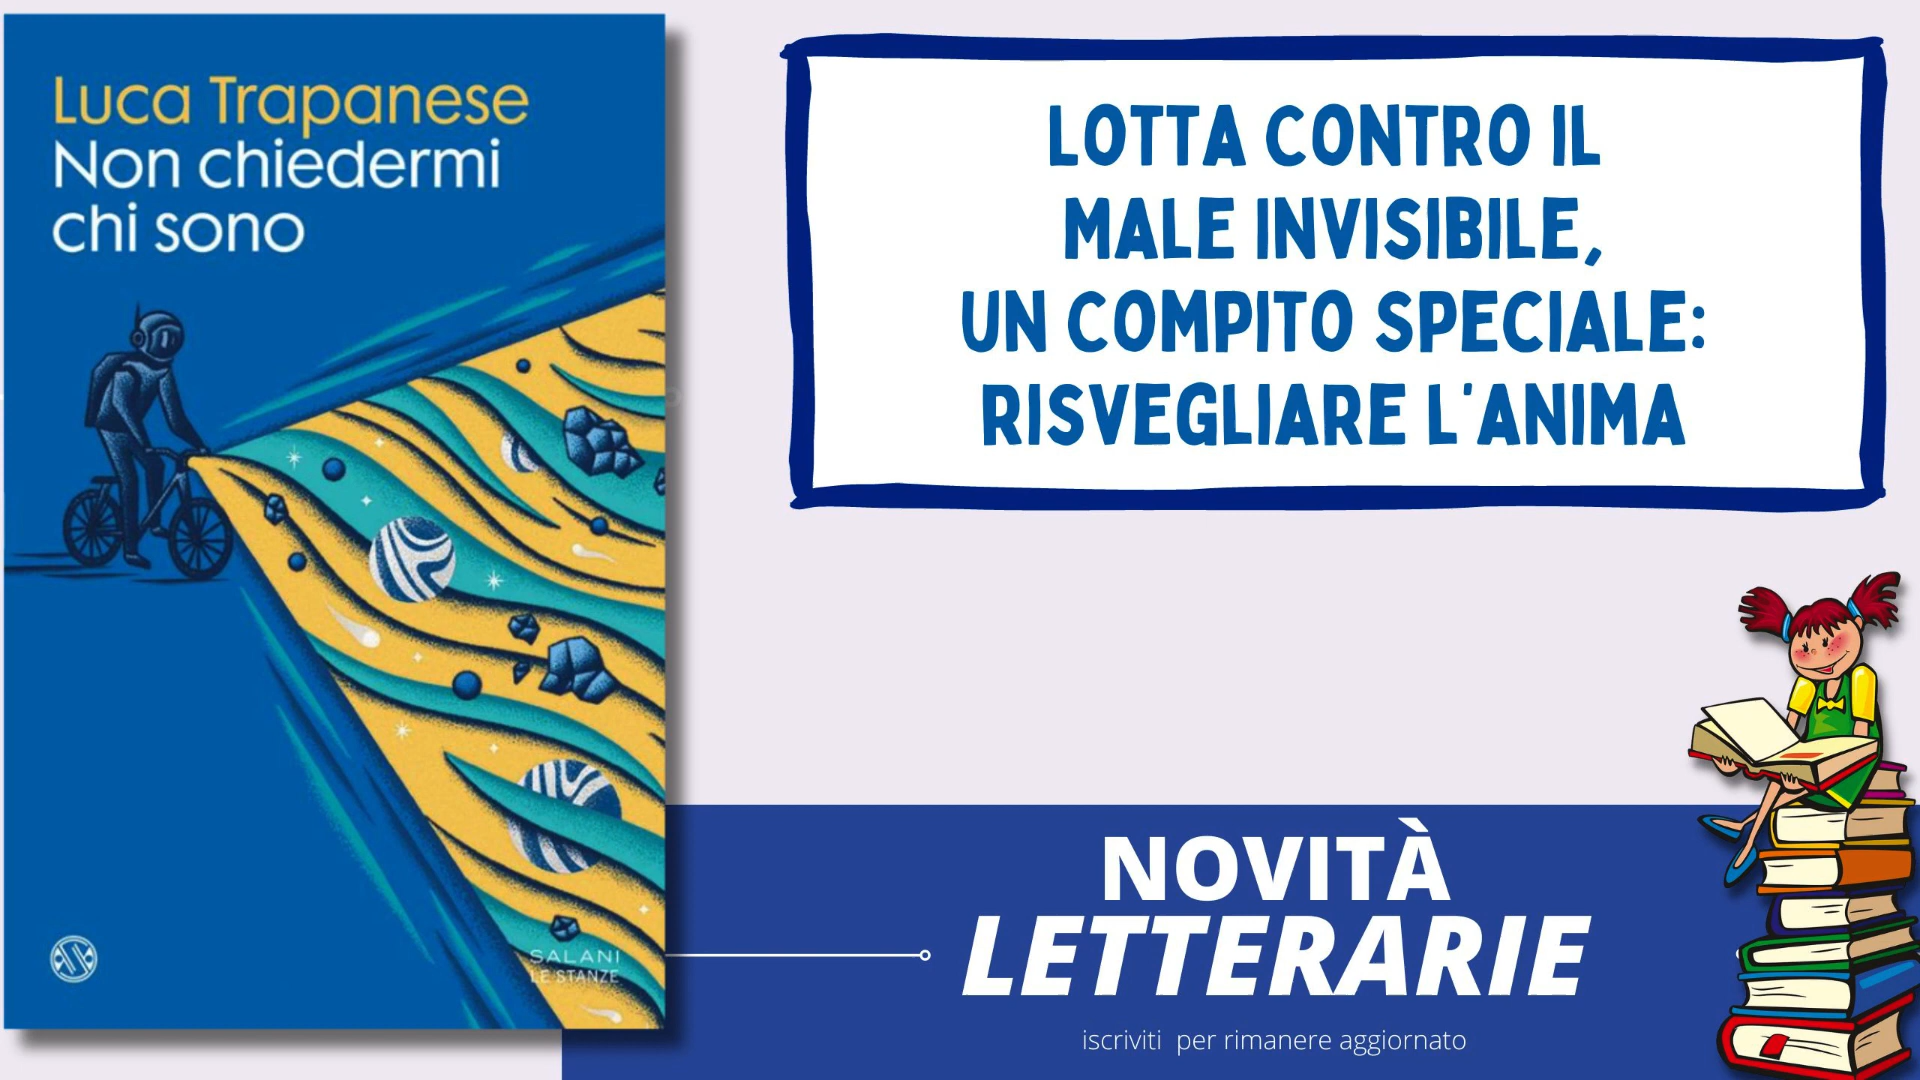 Luca Trapanese
Non chiedermi
chi sono
SALANI
LE STANZE
LOTTA CONTRO IL
MALE INVISIBILE,
UN COMPITO SPECIALE:
RISVEGLIARE L'ANIMA
NOVITÀ
LETTERARIE
iscriviti per rimanere aggiornato